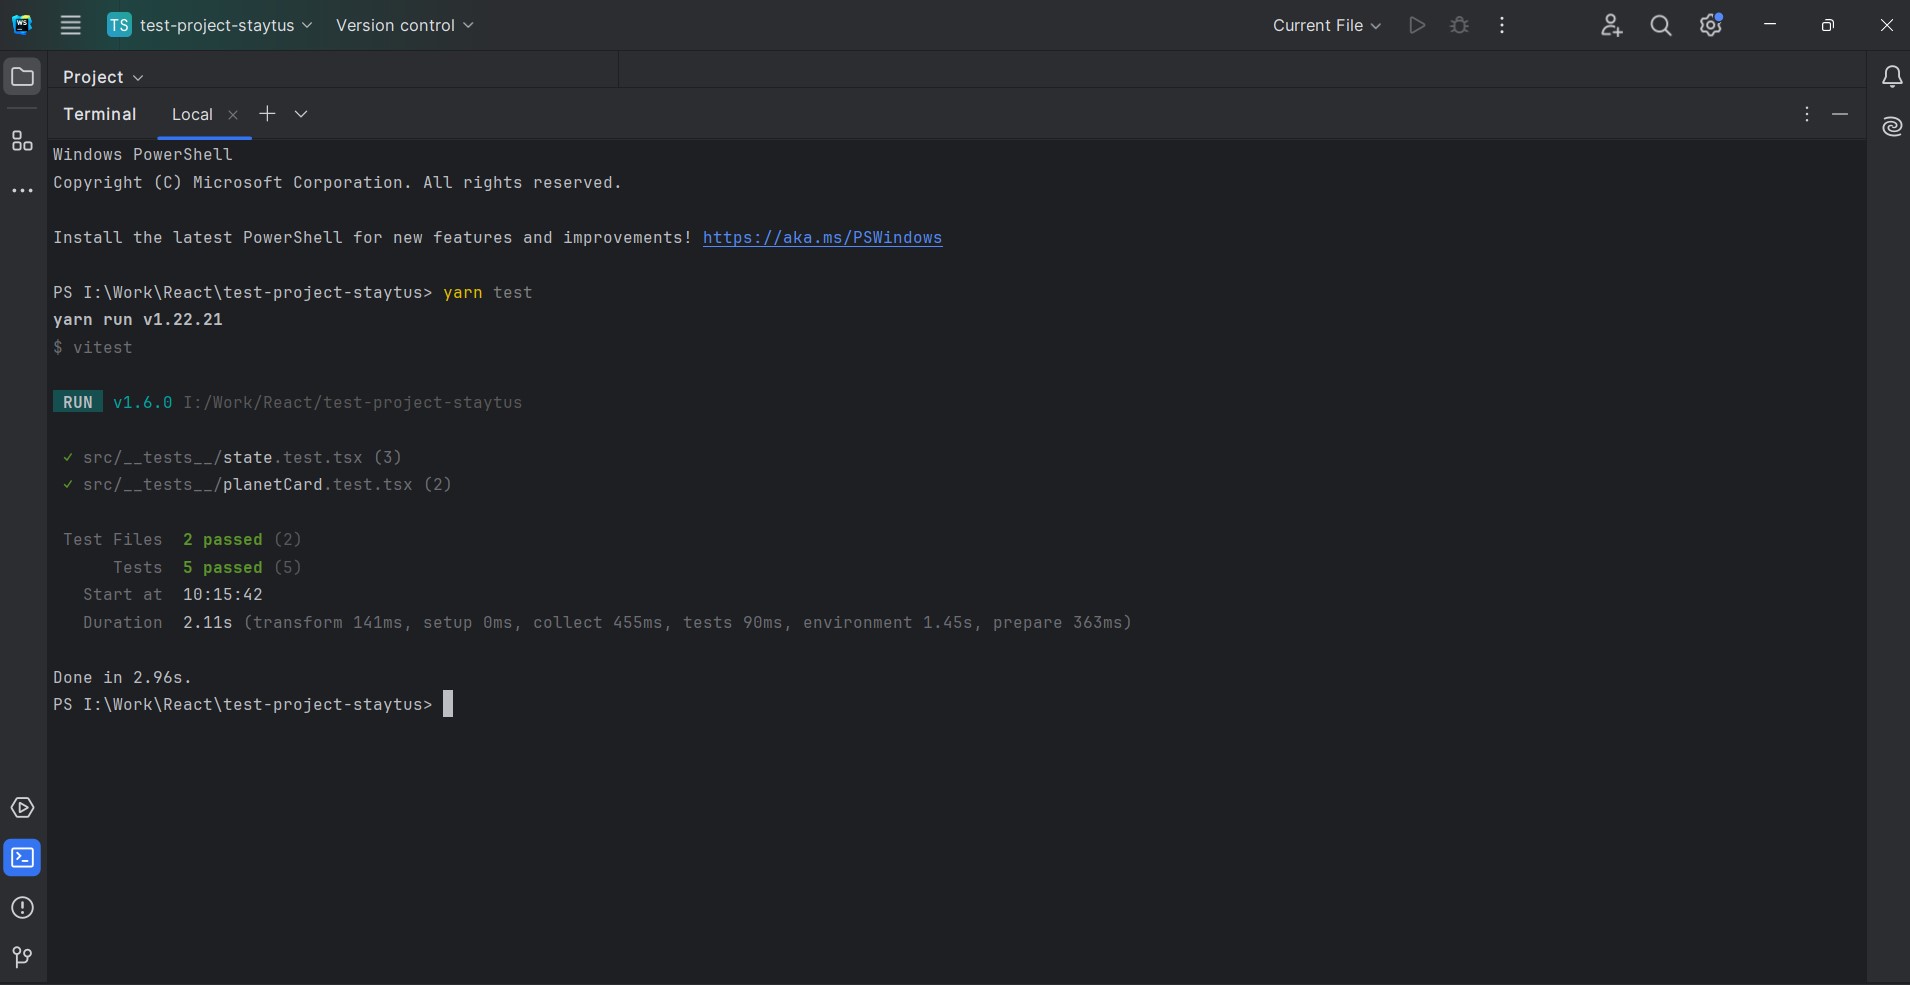 WS
TS test-project-staytus Version control Current File
Project
Terminal Local
Windows PowerShell
Copyright (C) Microsoft Corporation. All rights reserved.
Install the latest PowerShell for new features and improvements! https://aka.ms/PSWindows
PS I:\Work\React\test-project-staytus> yarn test
yarn run v1.22.21
$ vitest
RUN v1.6.0 I:/Work/React/test-project-staytus
✓ src/__tests__/state.test.tsx (3)
✓ src/__tests__/planetCard.test.tsx (2)
Test Files 2 passed (2)
Tests 5 passed (5)
Start at 10:15:42
Duration 2.11s (transform 141ms, setup 0ms, collect 455ms, tests 90ms, environment 1.45s, prepare 363ms)
Done in 2.96s.
PS I:\Work\React\test-project-staytus>